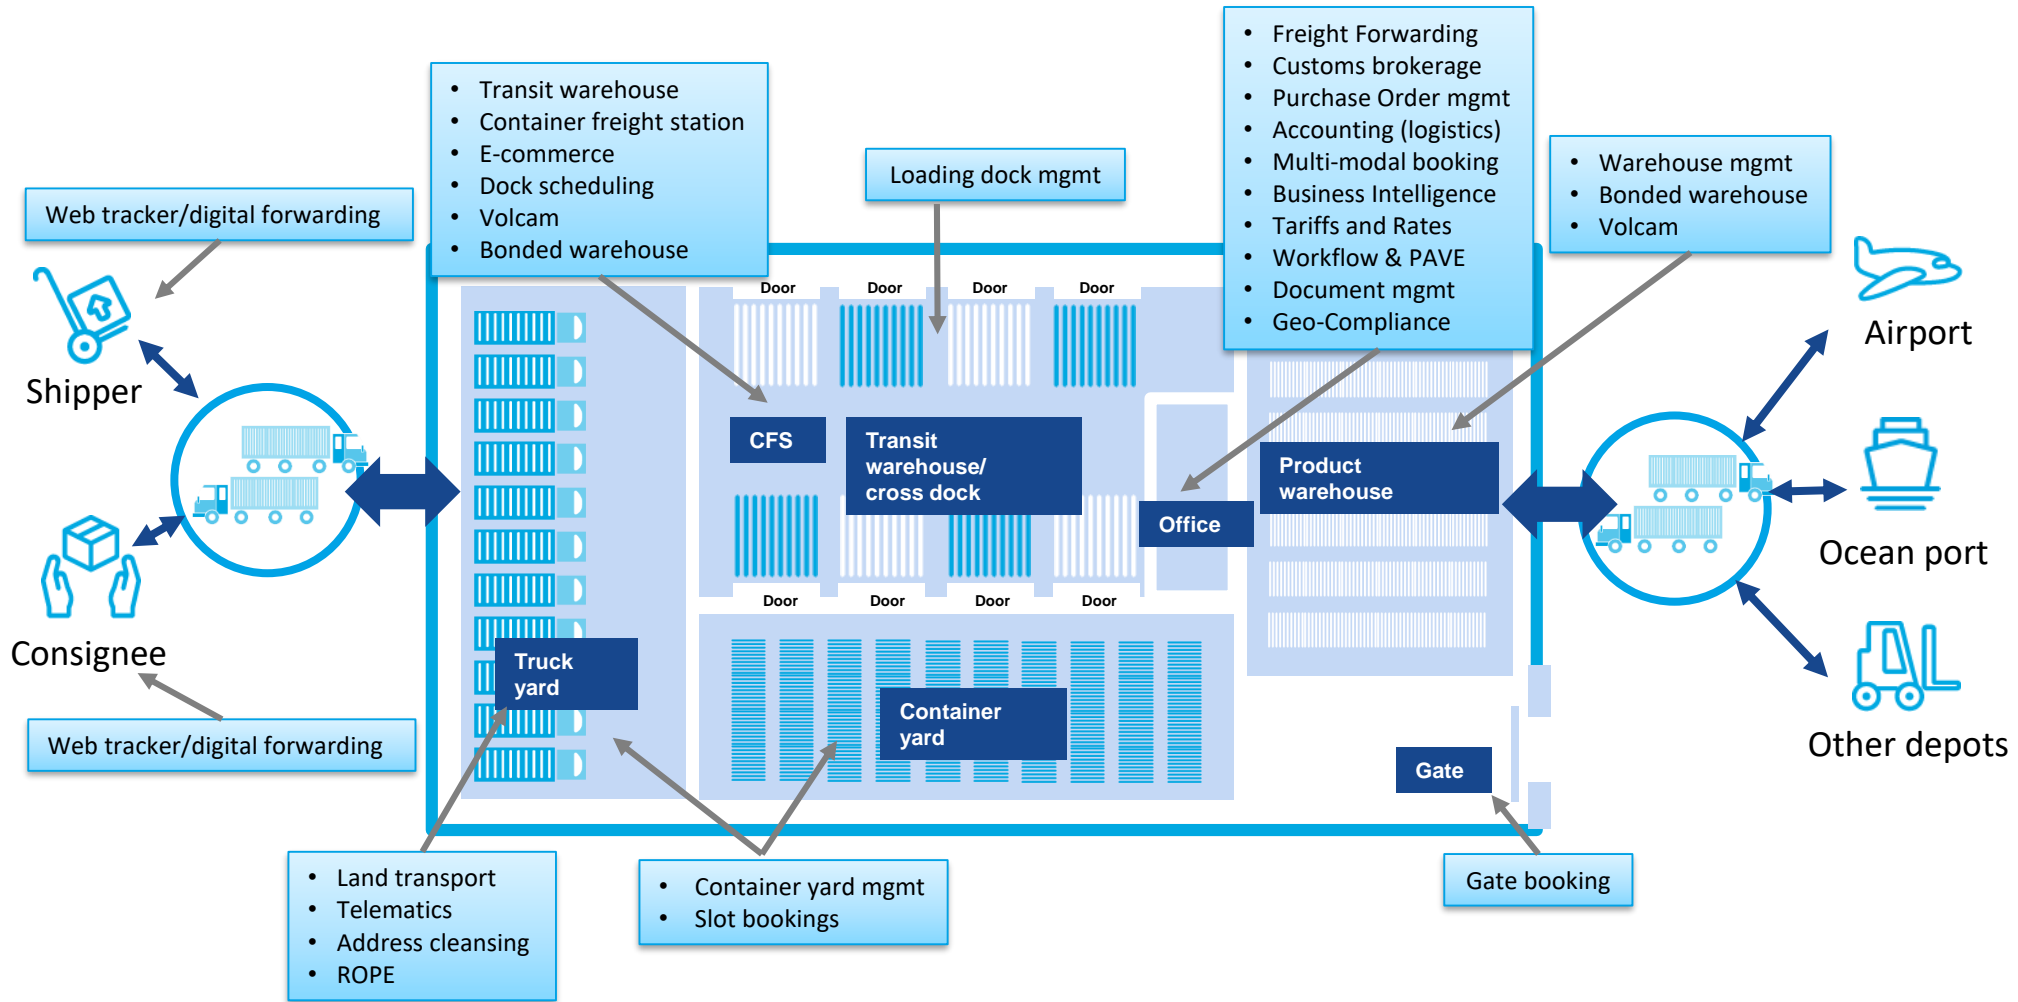 • Freight Forwarding
• Customs brokerage
• Purchase Order mgmt
• Accounting (logistics)
• Multi-modal booking
• Business Intelligence
• Tariffs and Rates
• Workflow & PAVE
• Document mgmt
• Geo-Compliance
• Transit warehouse
• Container freight station
• E-commerce
• Dock scheduling
• Volcam
• Bonded warehouse
Loading dock mgmt
• Warehouse mgmt
• Bonded warehouse
• Volcam
Web tracker/digital forwarding
Shipper
Consignee
Web tracker/digital forwarding
Door
Door
Door
Door
CFS
Transit
warehouse/
cross dock
Office
Product
warehouse
Door
Door
Door
Door
Truck
yard
Container
yard
Gate
Airport
Ocean port
Other depots
• Land transport
• Telematics
• Address cleansing
• ROPE
• Container yard mgmt
• Slot bookings
Gate booking